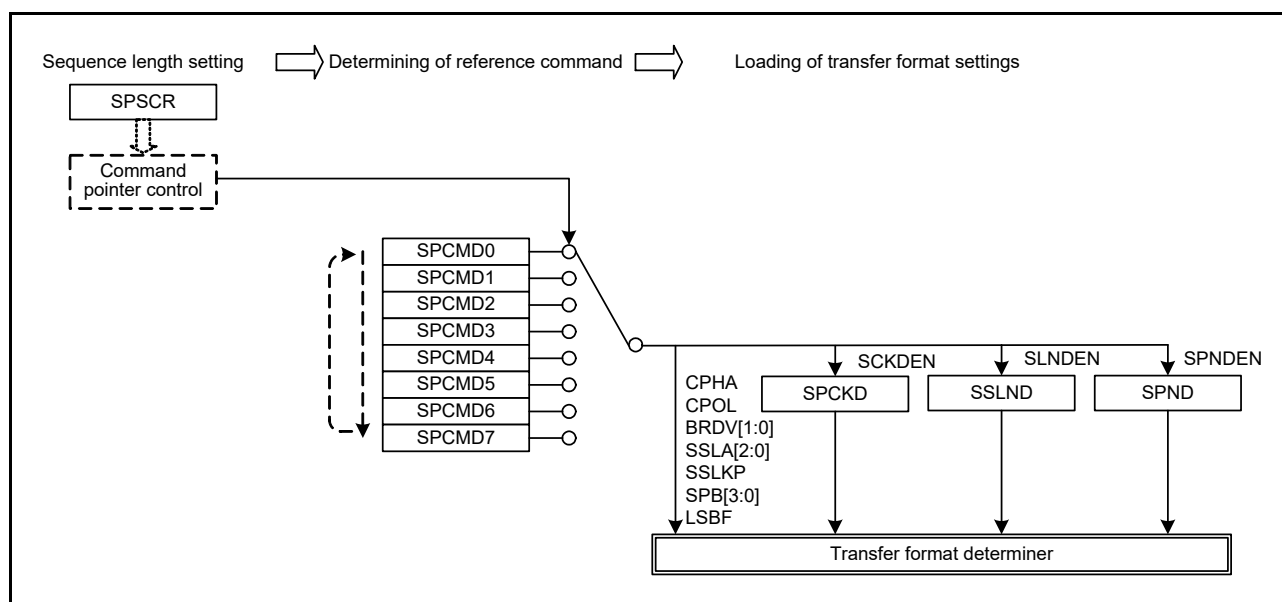 Sequence length setting
Determining of reference command
Loading of transfer format settings
SPSCR
Command
pointer control
SPCMD0
SPCMD1
SPCMD2
SPCMD3
SPCMD4
SPCMD5
SPCMD6
SPCMD7
CPHA
CPOL
BRDV[1:0]
SSLA[2:0]
SSLKP
SPB[3:0]
LSBF
SCKDEN
SPCKD
SLNDEN
SSLND
SPNDEN
SPND
Transfer format determiner